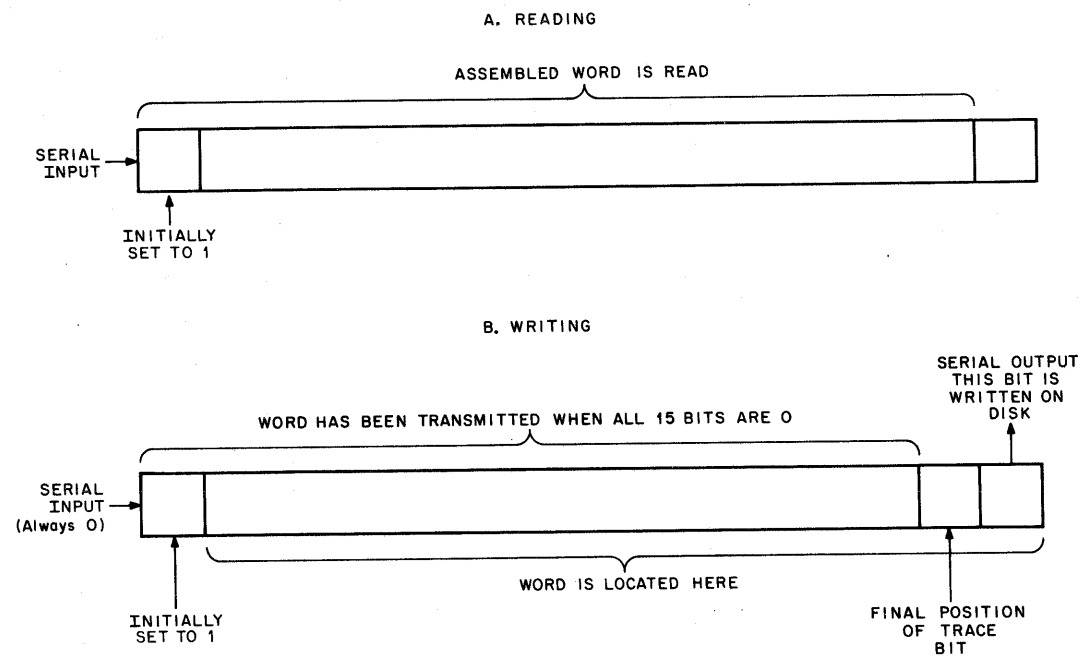 A. READING
ASSEMBLED WORD IS READ
SERIAL
INPUT
INITIALLY
SET TO 1
B. WRITING
SERIAL OUTPUT
THIS BIT IS
WRITTEN ON
DISK
WORD HAS BEEN TRANSMITTED WHEN ALL 15 BITS ARE 0
SERIAL
INPUT
(Always 0)
WORD IS LOCATED HERE
INITIALLY
SET TO 1
FINAL POSITION
OF TRACE
BIT